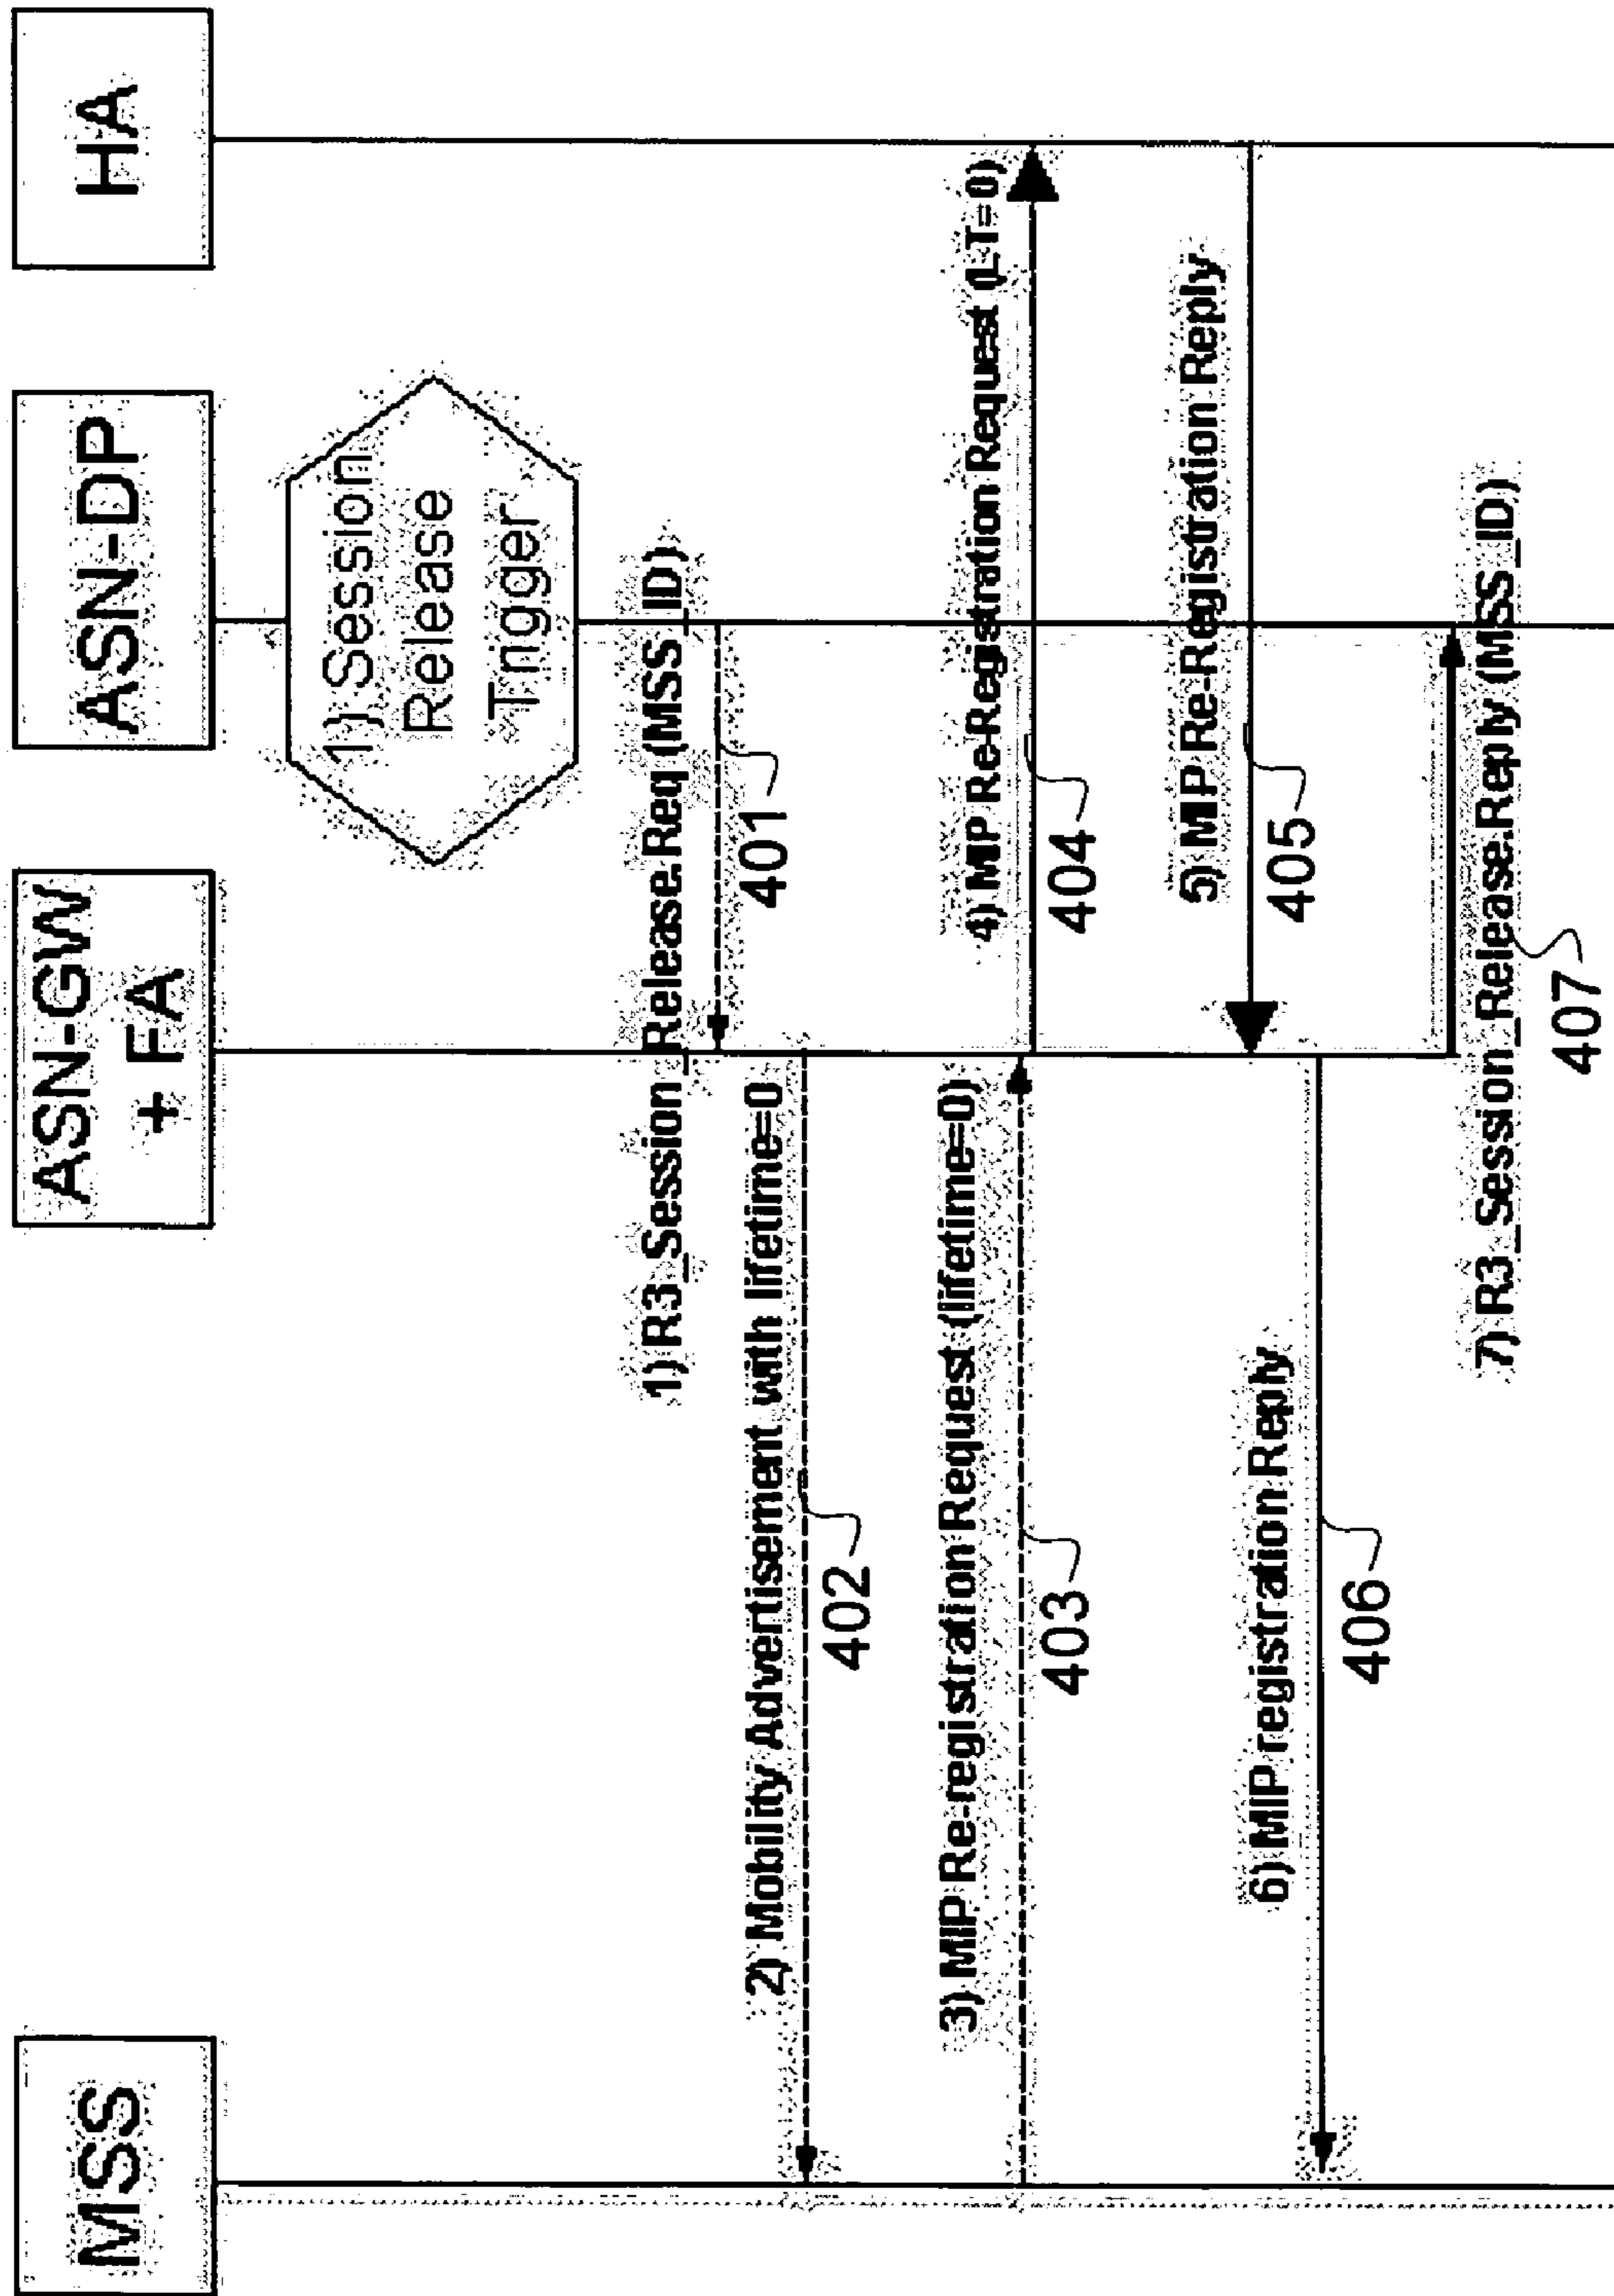 MSS
ASN-GW
+ FA
ASN-DP
HA
1) Session
Release
Trigger
1) R3_Session_Release.Req (MSS_ID)
401
2) Mobility Advertisement with lifetime=0
402
3) MIP Re-registration Request (lifetime=0)
403
4) MIP Re-Registration Request (LT=0)
404
5) MIP Re-Registration Reply
405
6) MIP registration Reply
406
7) R3_Session_Release.Reply (MSS_ID)
407